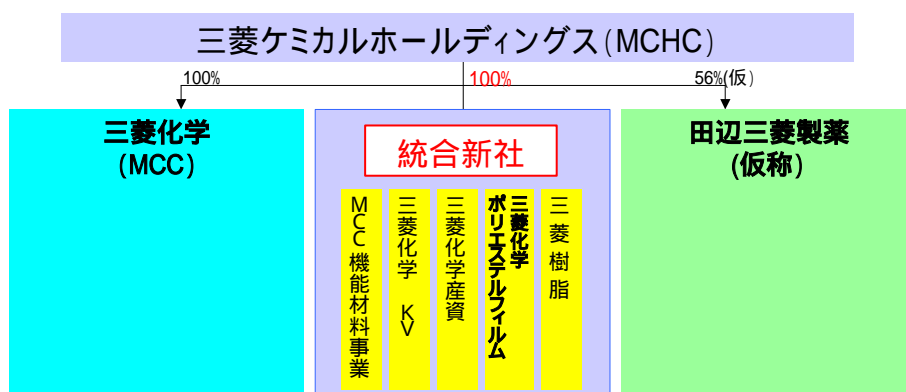 三菱ケミカルホールディングス(MCHC)
100%
100%
56%(仮)
三菱化学
(MCC)
統合新社
MCC機能材料事業
三菱化学 KV
三菱化学産資
三菱化学
ポリエステルフィルム
三菱樹脂
田辺三菱製薬
(仮称)